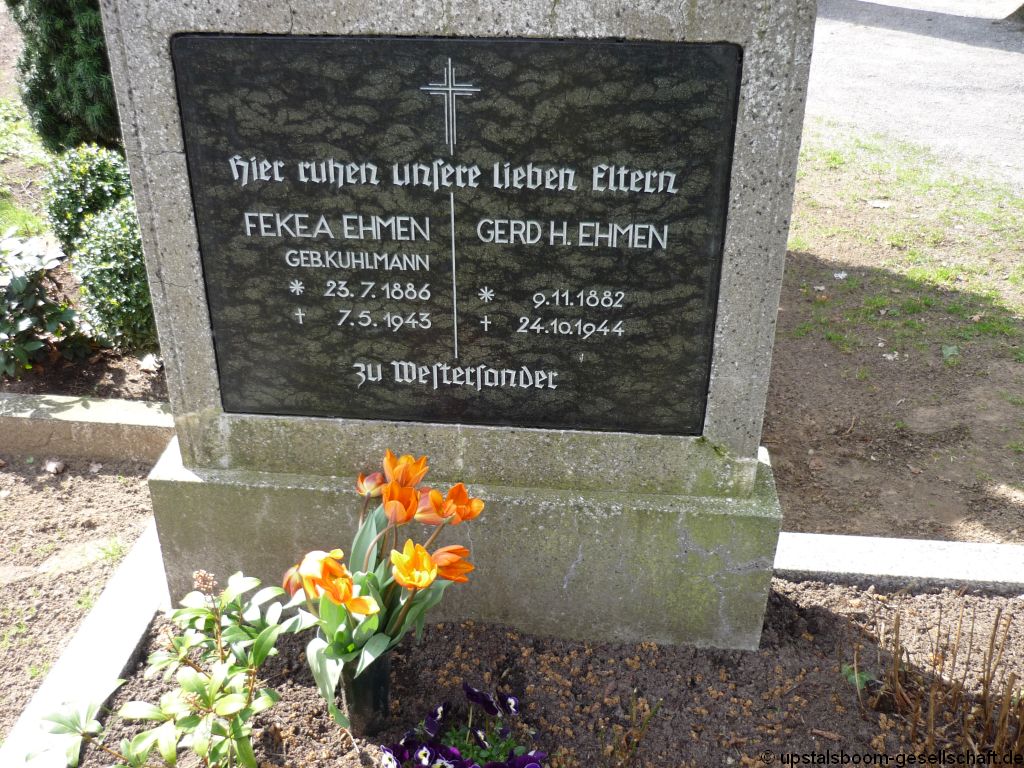 Hier ruhen unsere lieben Eltern
FEKEA EHMEN
GEB. KUHLMANN
* 23.7.1886
† 7.5.1943
GERD H. EHMEN
* 9.11.1882
† 24.10.1944
zu Westersander
© upstalsboom-gesellschaft.de